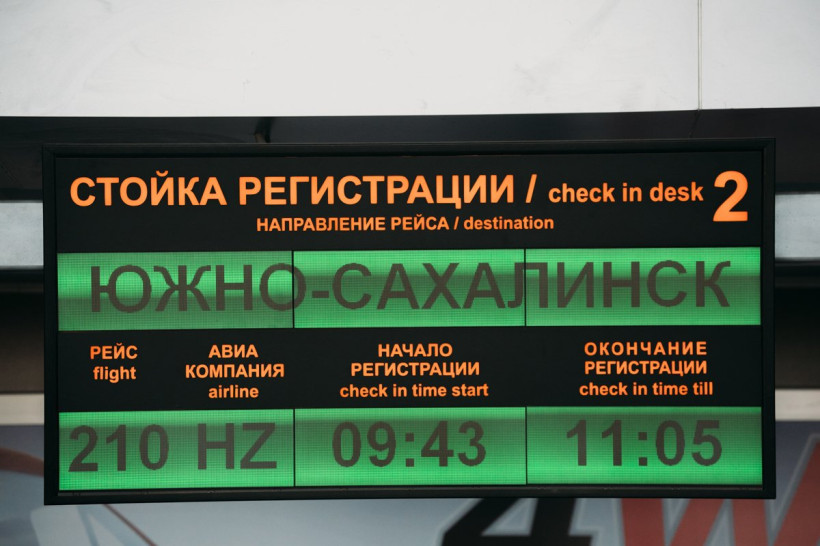 СТОЙКА РЕГИСТРАЦИИ / check in desk 2
НАПРАВЛЕНИЕ РЕЙСА / destination
ЮЖНО-САХАЛИНСК
РЕЙС
flight
АВИА
КОМПАНИЯ
airline
НАЧАЛО
РЕГИСТРАЦИИ
check in time start
ОКОНЧАНИЕ
РЕГИСТРАЦИИ
check in time till
210 HZ 09:43 11:05
4W